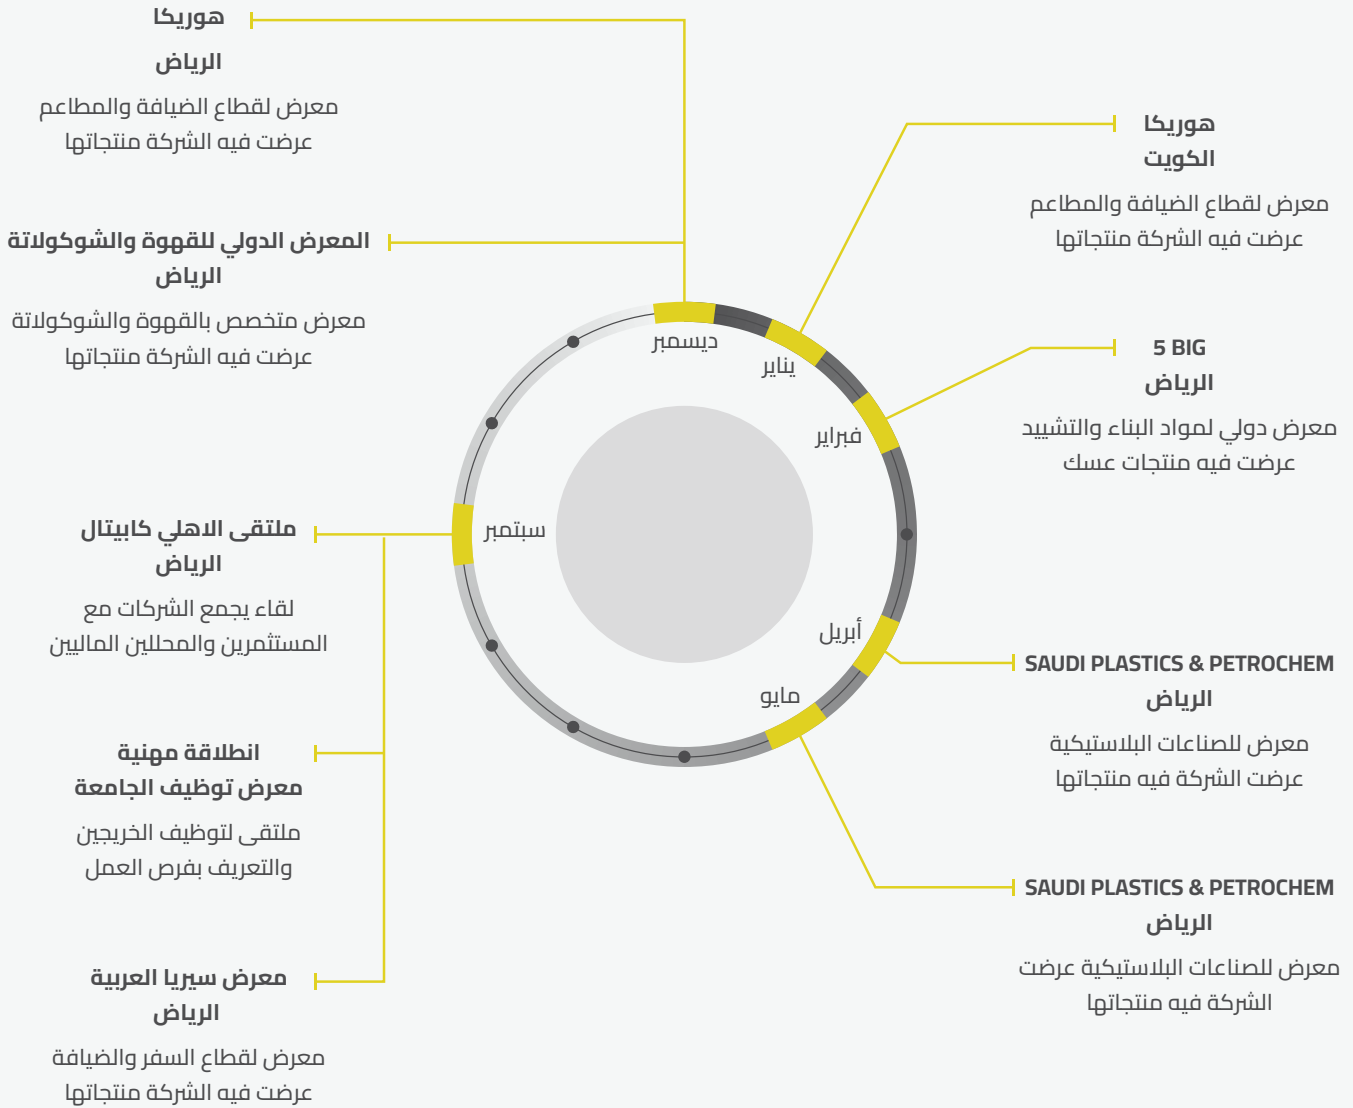 هوريكا
الرياض
معرض لقطاع الضيافة والمطاعم
عرضت فيه الشركة منتجاتها
المعرض الدولي للقهوة والشوكولاتة
الرياض
معرض متخصص بالقهوة والشوكولاتة
عرضت فيه الشركة منتجاتها
ملتقى الاهلي كابيتال
الرياض
لقاء يجمع الشركات مع
المستثمرين والمحللين الماليين
انطلاقة مهنية
معرض توظيف الجامعة
ملتقى لتوظيف الخريجين
والتعريف بفرص العمل
معرض سيريا العربية
الرياض
معرض لقطاع السفر والضيافة
عرضت فيه الشركة منتجاتها
ديسمبر
يناير
فبراير
أبريل
مايو
سبتمبر
هوريكا
الكويت
معرض لقطاع الضيافة والمطاعم
عرضت فيه الشركة منتجاتها
5 BIG
الرياض
معرض دولي لمواد البناء والتشييد
عرضت فيه منتجات عسك
SAUDI PLASTICS & PETROCHEM
الرياض
معرض للصناعات البلاستيكية
عرضت الشركة فيه منتجاتها
SAUDI PLASTICS & PETROCHEM
الرياض
معرض للصناعات البلاستيكية عرضت
الشركة فيه منتجاتها